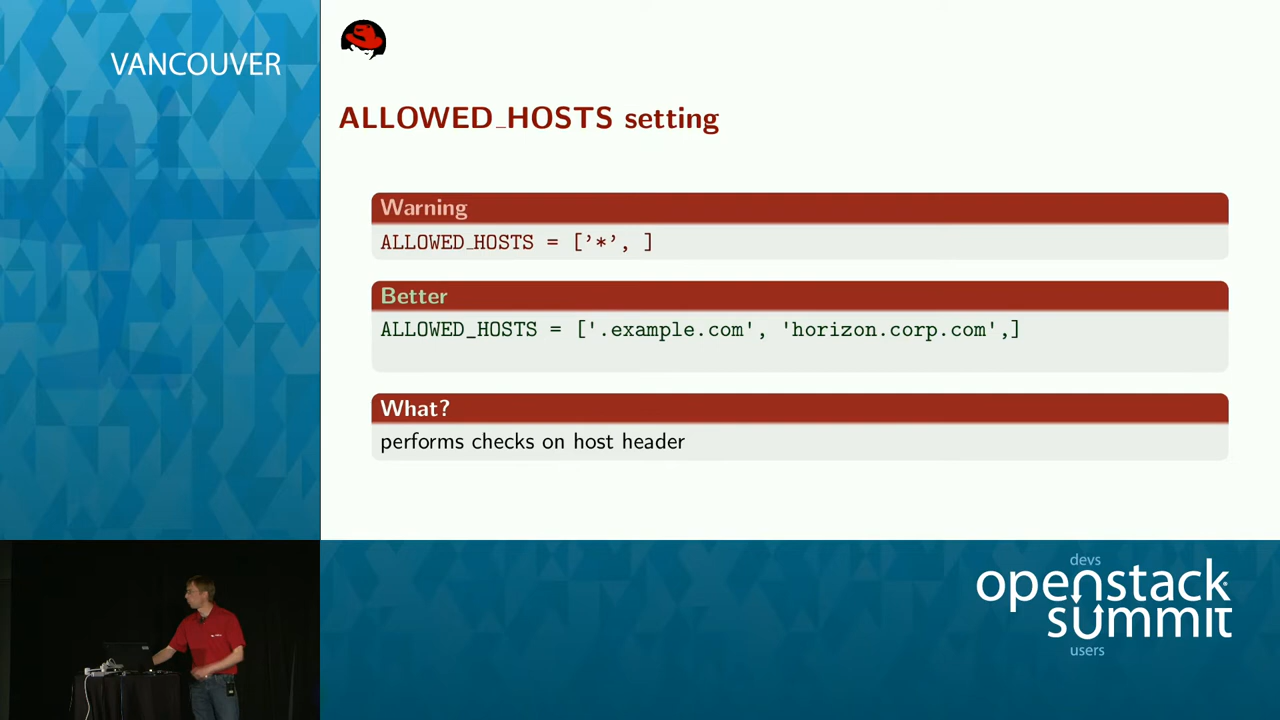 VANCOUVER
ALLOWED_HOSTS setting
Warning
ALLOWED_HOSTS = ['*', ]
Better
ALLOWED_HOSTS = ['.example.com', 'horizon.corp.com',]
What?
performs checks on host header
devs
openstack
summit
users